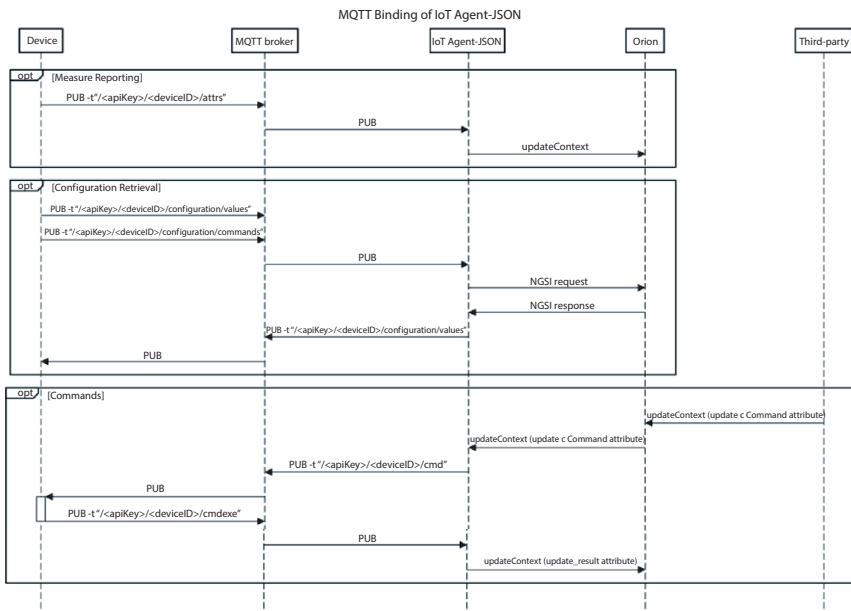 MQTT Binding of IoT Agent-JSON
Device
MQTT broker
IoT Agent-JSON
Orion
Third-party
opt
[Measure Reporting]
PUB -t“/<apiKey>/<deviceID>/attrs”
PUB
updateContext
opt
[Configuration Retrieval]
PUB -t“/<apiKey>/<deviceID>/configuration/values”
PUB -t“/<apiKey>/<deviceID>/configuration/commands”
PUB
NGSI request
NGSI response
PUB -t“/<apiKey>/<deviceID>/configuration/values”
PUB
opt
[Commands]
updateContext (update c Command attribute)
updateContext (update c Command attribute)
PUB -t“/<apiKey>/<deviceID>/cmd”
PUB
PUB -t“/<apiKey>/<deviceID>/cmdexe”
PUB
updateContext (update_result attribute)